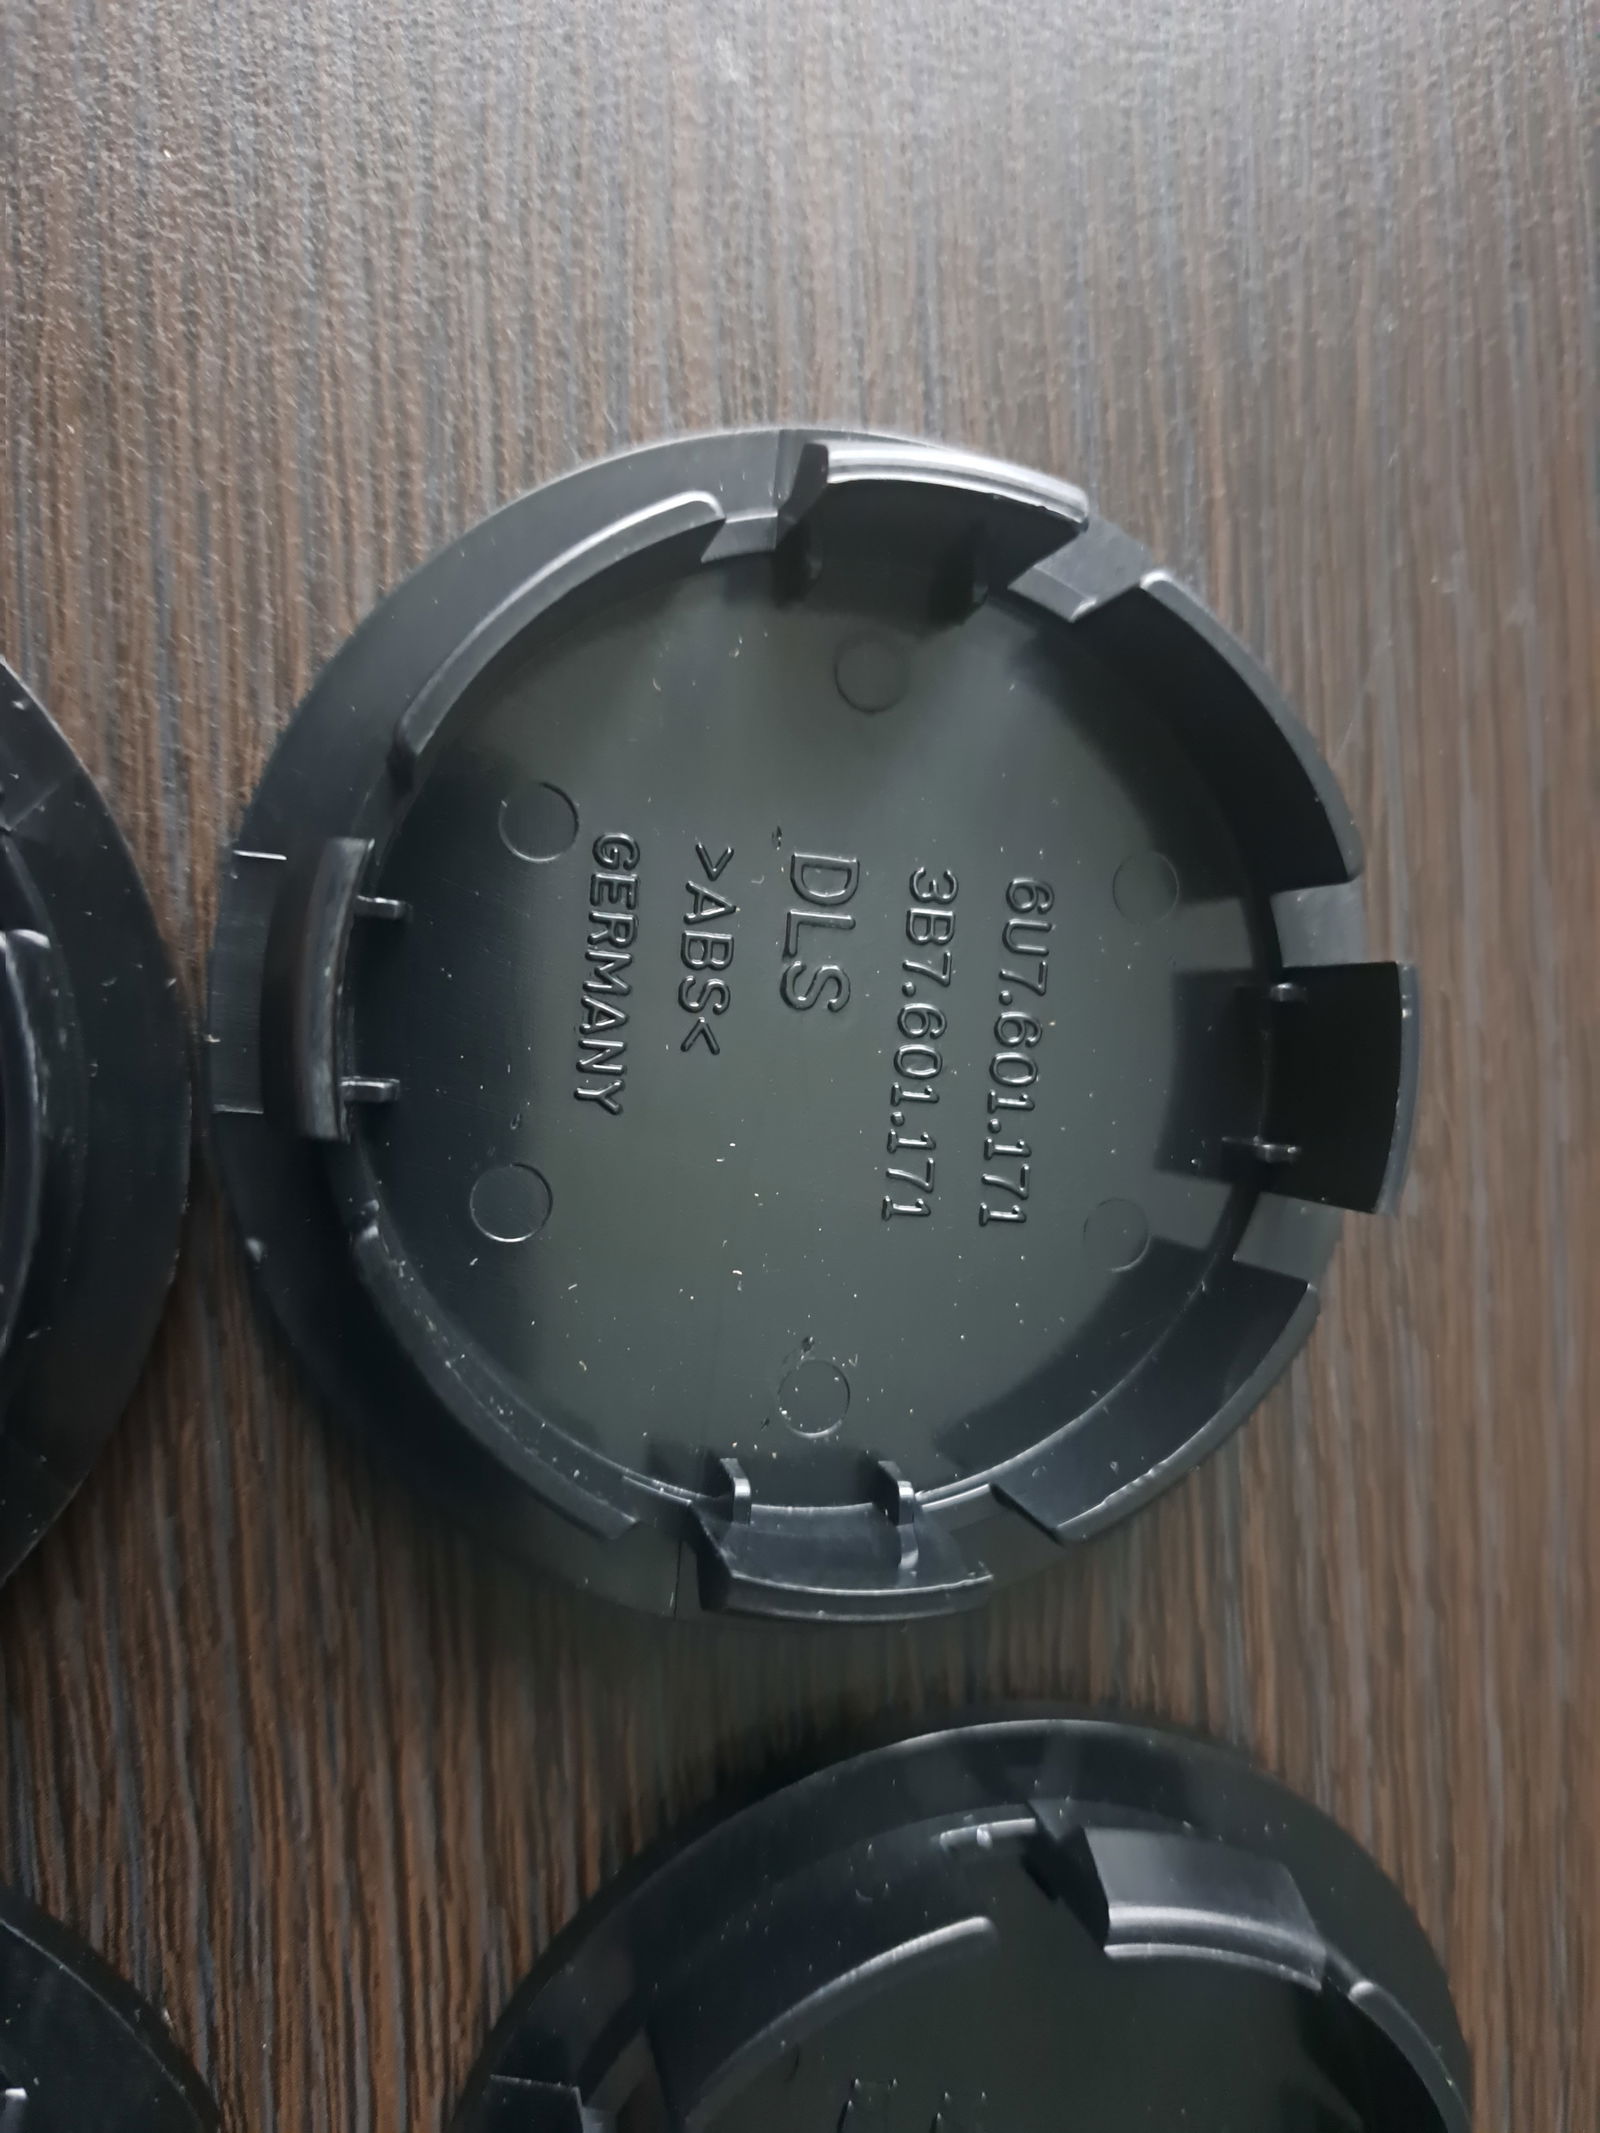 6U7.601.171
3B7.601.171
DLS
>ABS<
GERMANY